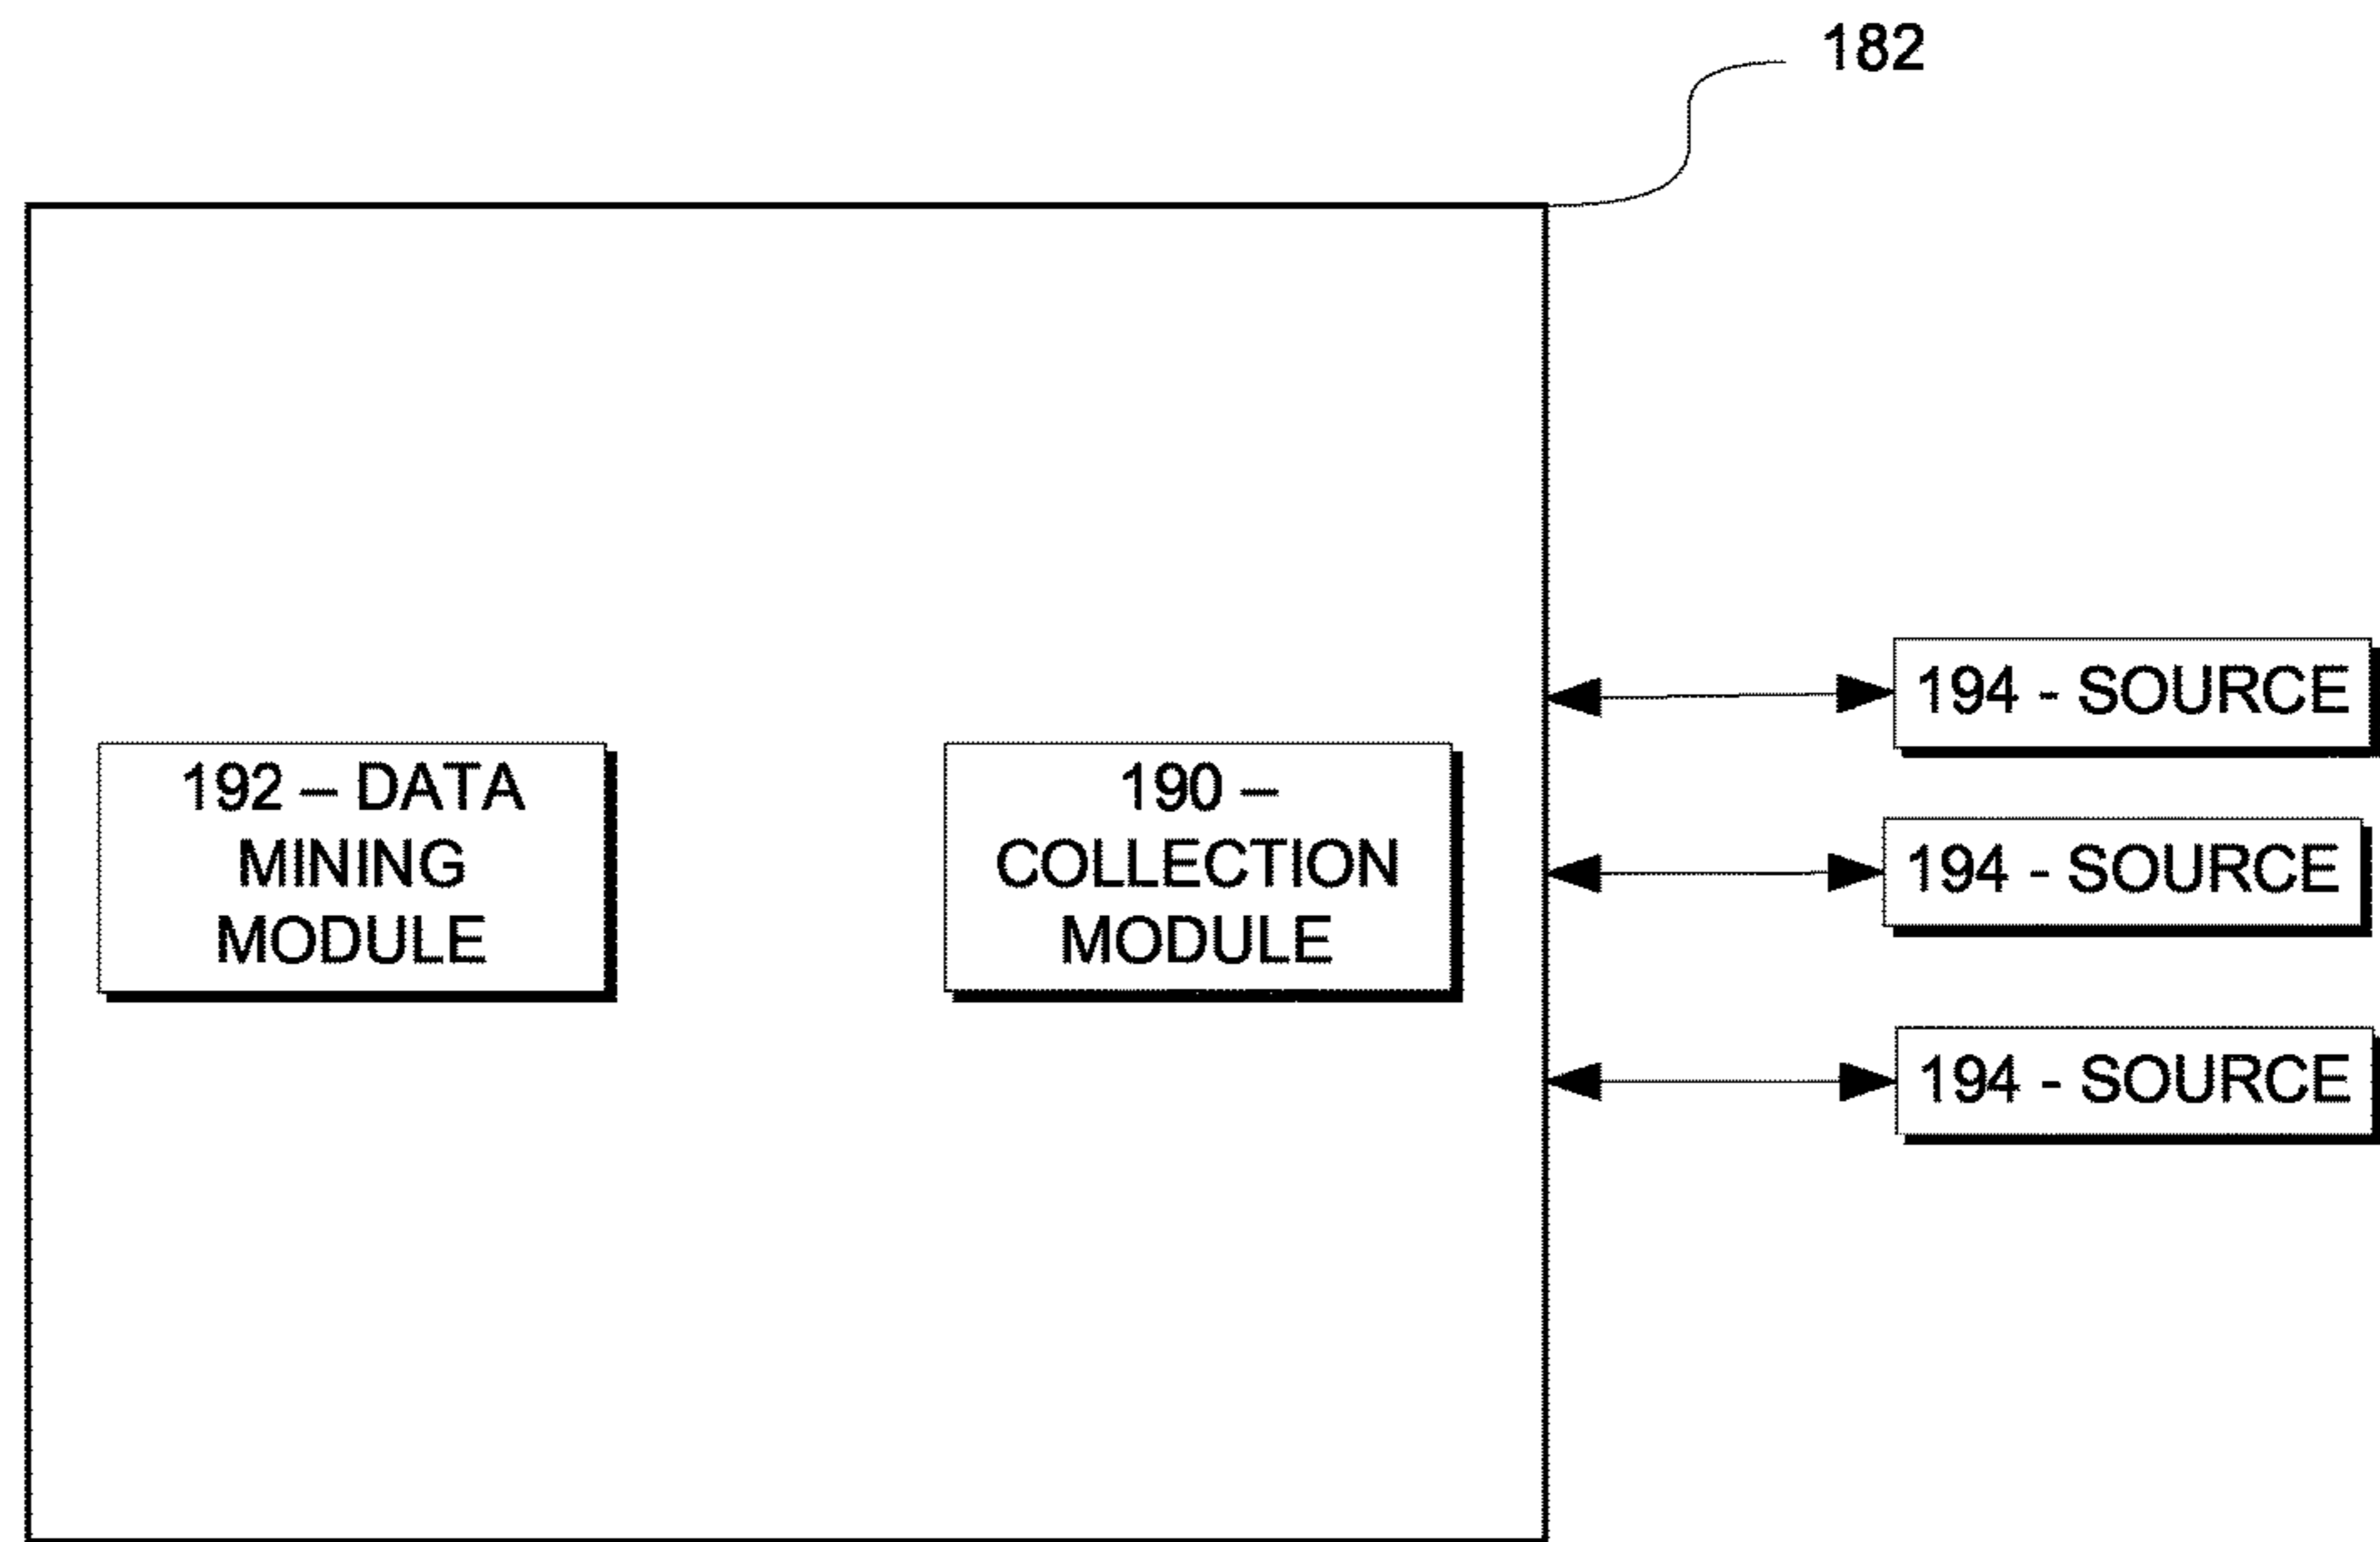 182
194 - SOURCE
192 – DATA
MINING
MODULE
190 –
COLLECTION
MODULE
194 - SOURCE
194 - SOURCE